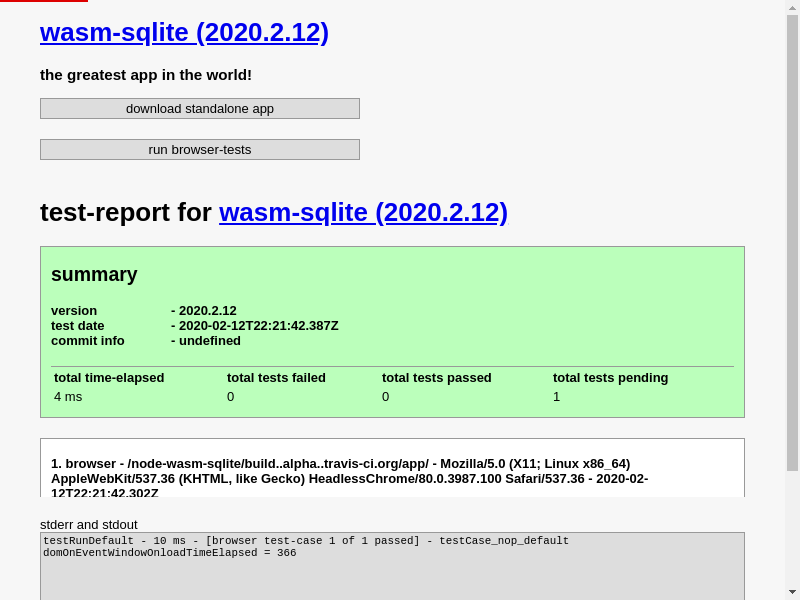 wasm-sqlite (2020.2.12)
the greatest app in the world!
download standalone app
run browser-tests
test-report for wasm-sqlite (2020.2.12)
summary
version - 2020.2.12
test date - 2020-02-12T22:21:42.387Z
commit info - undefined
total time-elapsed total tests failed total tests passed total tests pending
4 ms 0 0 1
1. browser - /node-wasm-sqlite/build..alpha..travis-ci.org/app/ - Mozilla/5.0 (X11; Linux x86_64)
AppleWebKit/537.36 (KHTML, like Gecko) HeadlessChrome/80.0.3987.100 Safari/537.36 - 2020-02-
12T22:21:42.302Z
stderr and stdout
testRunDefault - 10 ms - [browser test-case 1 of 1 passed] - testCase_nop_default
domOnEventWindowOnloadTimeElapsed = 366